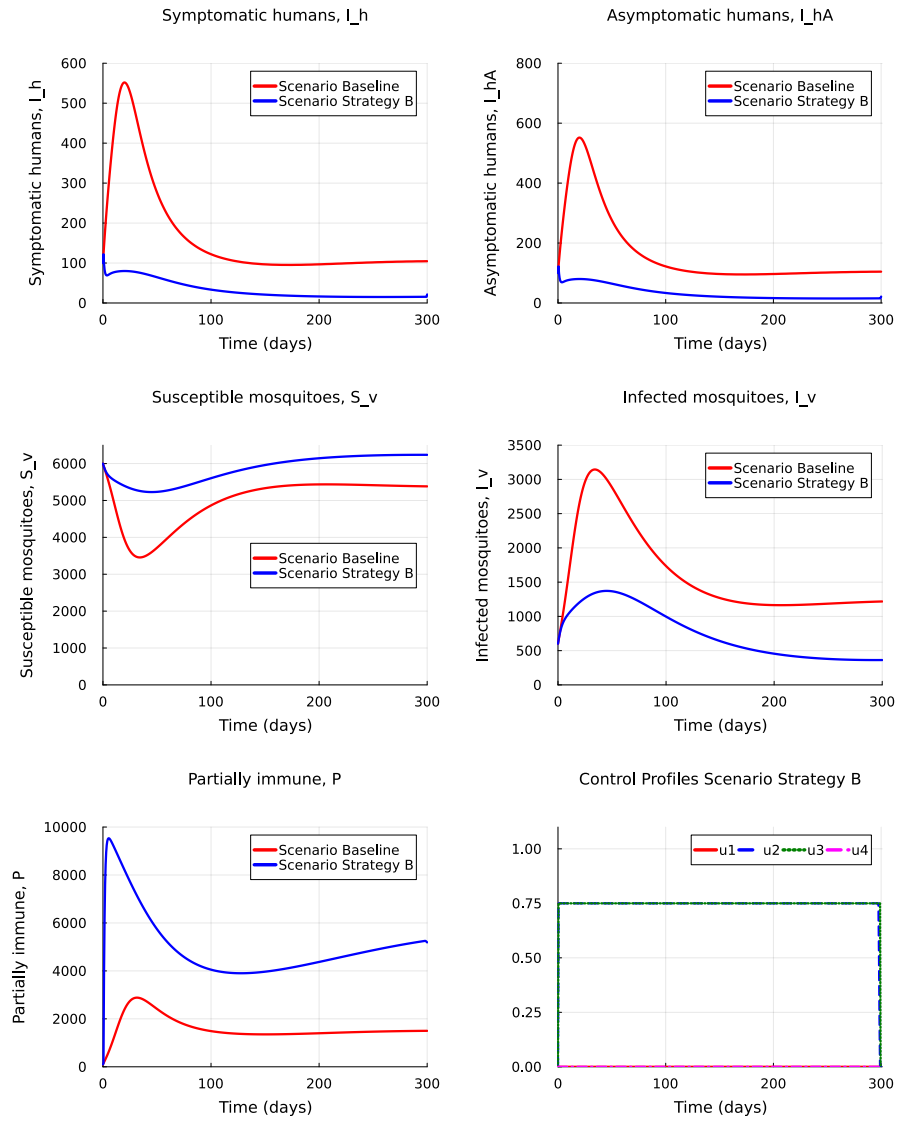 Symptomatic humans, I_h
Symptomatic humans, I_h
600
500
400
300
200
100
0
Scenario Baseline
Scenario Strategy B
0 100 200 300
Time (days)
Asymptomatic humans, I_hA
Asymptomatic humans, I_hA
800
600
400
200
0
Scenario Baseline
Scenario Strategy B
0 100 200 300
Time (days)
Susceptible mosquitoes, S_v
Susceptible mosquitoes, S_v
6000
5000
4000
3000
2000
1000
0
Scenario Baseline
Scenario Strategy B
0 100 200 300
Time (days)
Infected mosquitoes, I_v
Infected mosquitoes, I_v
3500
3000
2500
2000
1500
1000
500
0
Scenario Baseline
Scenario Strategy B
0 100 200 300
Time (days)
Partially immune, P
Partially immune, P
10000
8000
6000
4000
2000
0
Scenario Baseline
Scenario Strategy B
0 100 200 300
Time (days)
Control Profiles Scenario Strategy B
1.00
0.75
0.50
0.25
0.00
u1 u2 u3 u4
0 100 200 300
Time (days)